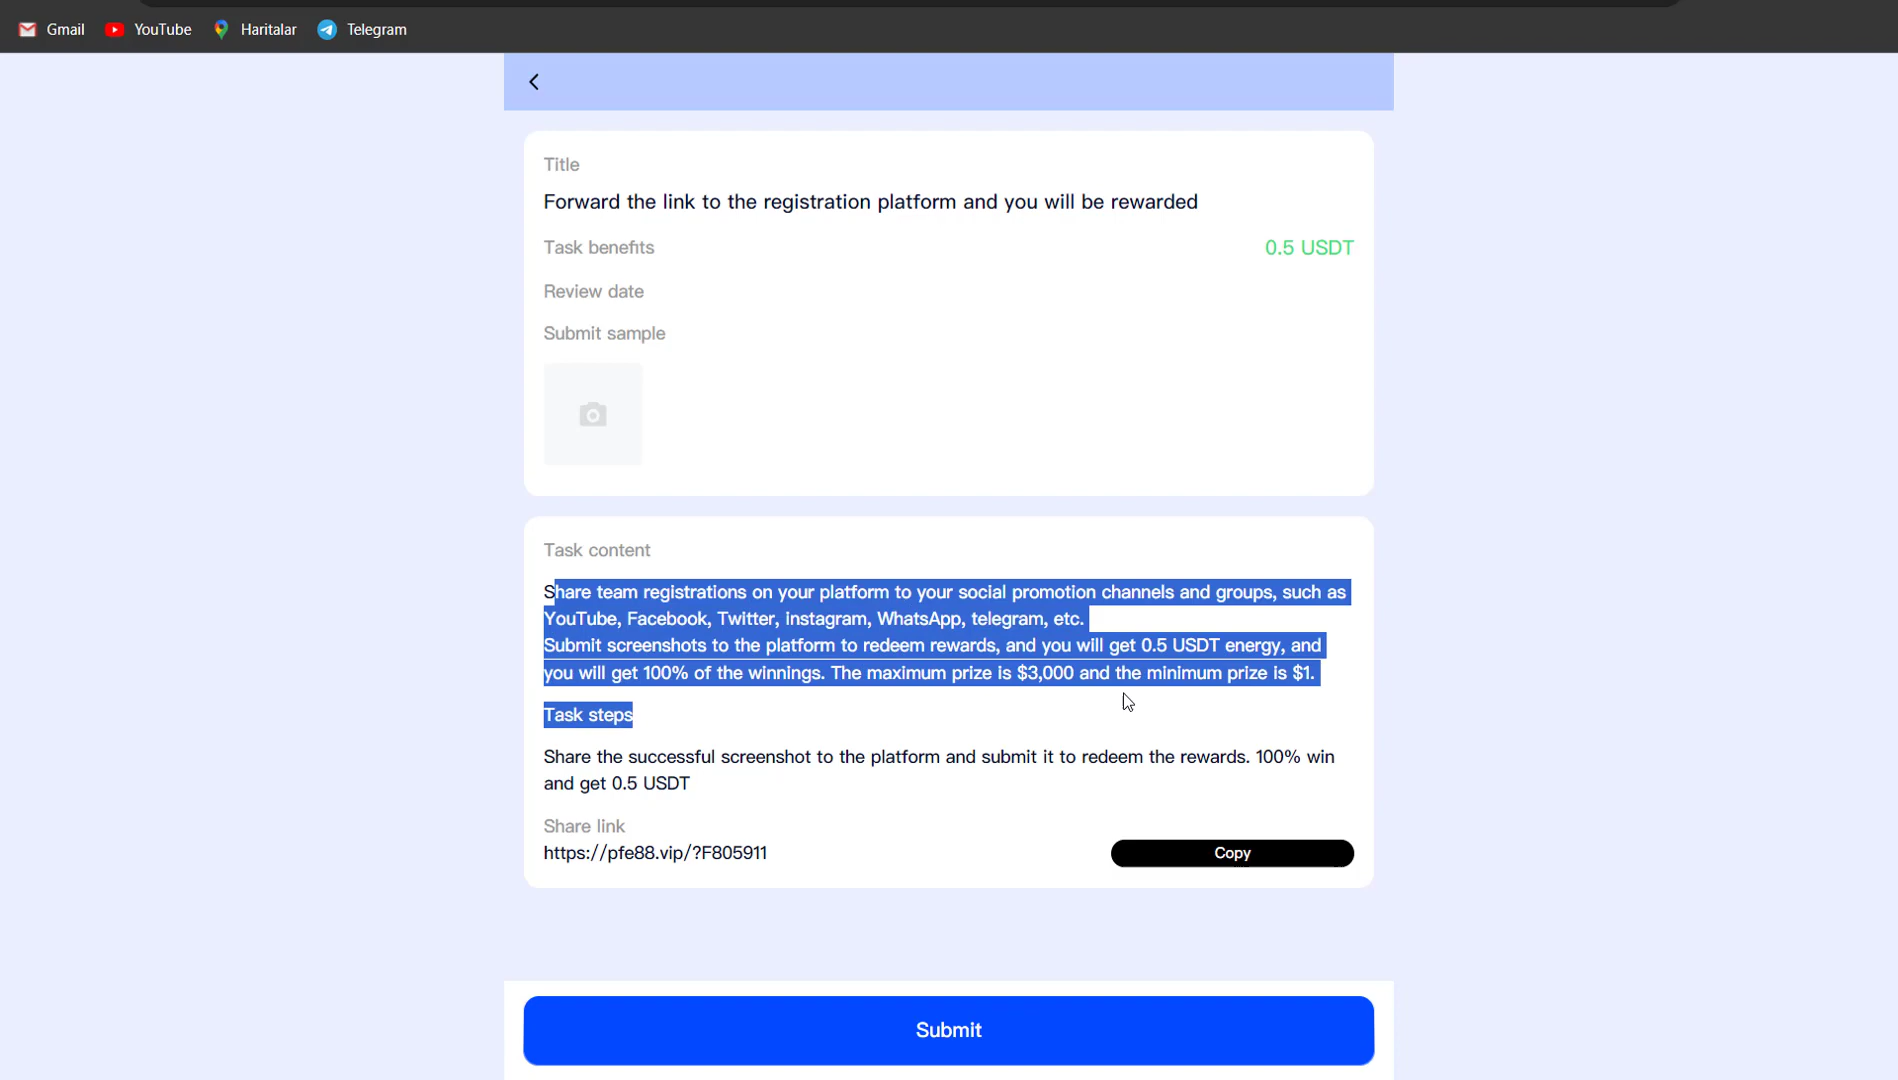 Gmail YouTube Haritalar Telegram
Title
Forward the link to the registration platform and you will be rewarded
Task benefits 0.5 USDT
Review date
Submit sample
Task content
Share team registrations on your platform to your social promotion channels and groups, such as
YouTube, Facebook, Twitter, instagram, WhatsApp, telegram, etc.
Submit screenshots to the platform to redeem rewards, and you will get 0.5 USDT energy, and
you will get 100% of the winnings. The maximum prize is $3,000 and the minimum prize is $1.
Task steps
Share the successful screenshot to the platform and submit it to redeem the rewards. 100% win
and get 0.5 USDT
Share link
https://pfe88.vip/?F805911 Copy
Submit